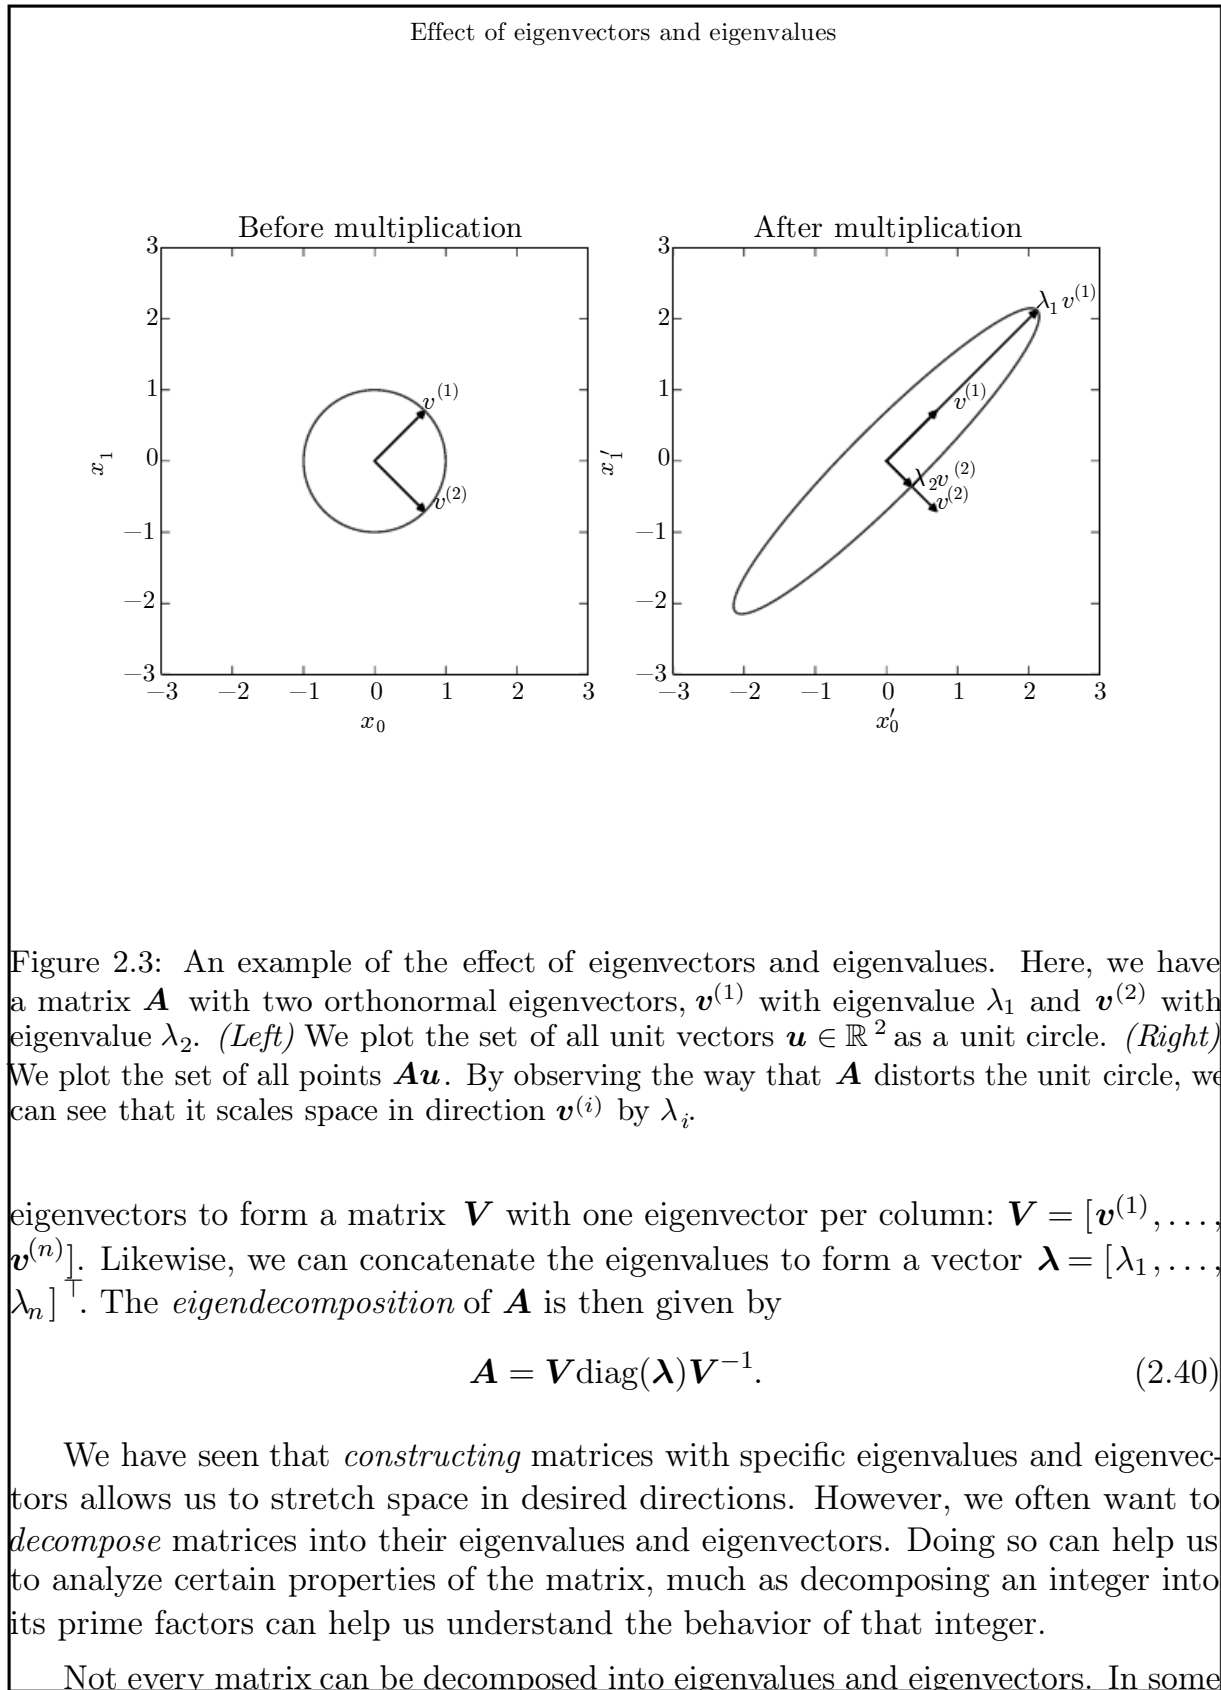 Effect of eigenvectors and eigenvalues
Before multiplication
3
2
1
0
−1
−2
−3
−3 −2 −1 0 1 2 3
x₁
x₀
v⁽¹⁾
v⁽²⁾
After multiplication
3
2
1
0
−1
−2
−3
−3 −2 −1 0 1 2 3
x₁′
x₀′
λ₁ v⁽¹⁾
v⁽¹⁾
λ₂v⁽²⁾
v⁽²⁾
Figure 2.3: An example of the effect of eigenvectors and eigenvalues. Here, we have
a matrix A with two orthonormal eigenvectors, v⁽¹⁾ with eigenvalue λ₁ and v⁽²⁾ with
eigenvalue λ₂. (Left) We plot the set of all unit vectors u ∈ ℝ² as a unit circle. (Right)
We plot the set of all points Au. By observing the way that A distorts the unit circle, we
can see that it scales space in direction v⁽ⁱ⁾ by λᵢ.
eigenvectors to form a matrix V with one eigenvector per column: V = [v⁽¹⁾, . . . ,
v⁽ⁿ⁾]. Likewise, we can concatenate the eigenvalues to form a vector λ = [λ₁, . . . ,
λₙ]⊤. The eigendecomposition of A is then given by
A = V diag(λ)V⁻¹. (2.40)
We have seen that constructing matrices with specific eigenvalues and eigenvec-
tors allows us to stretch space in desired directions. However, we often want to
decompose matrices into their eigenvalues and eigenvectors. Doing so can help us
to analyze certain properties of the matrix, much as decomposing an integer into
its prime factors can help us understand the behavior of that integer.
Not every matrix can be decomposed into eigenvalues and eigenvectors. In some